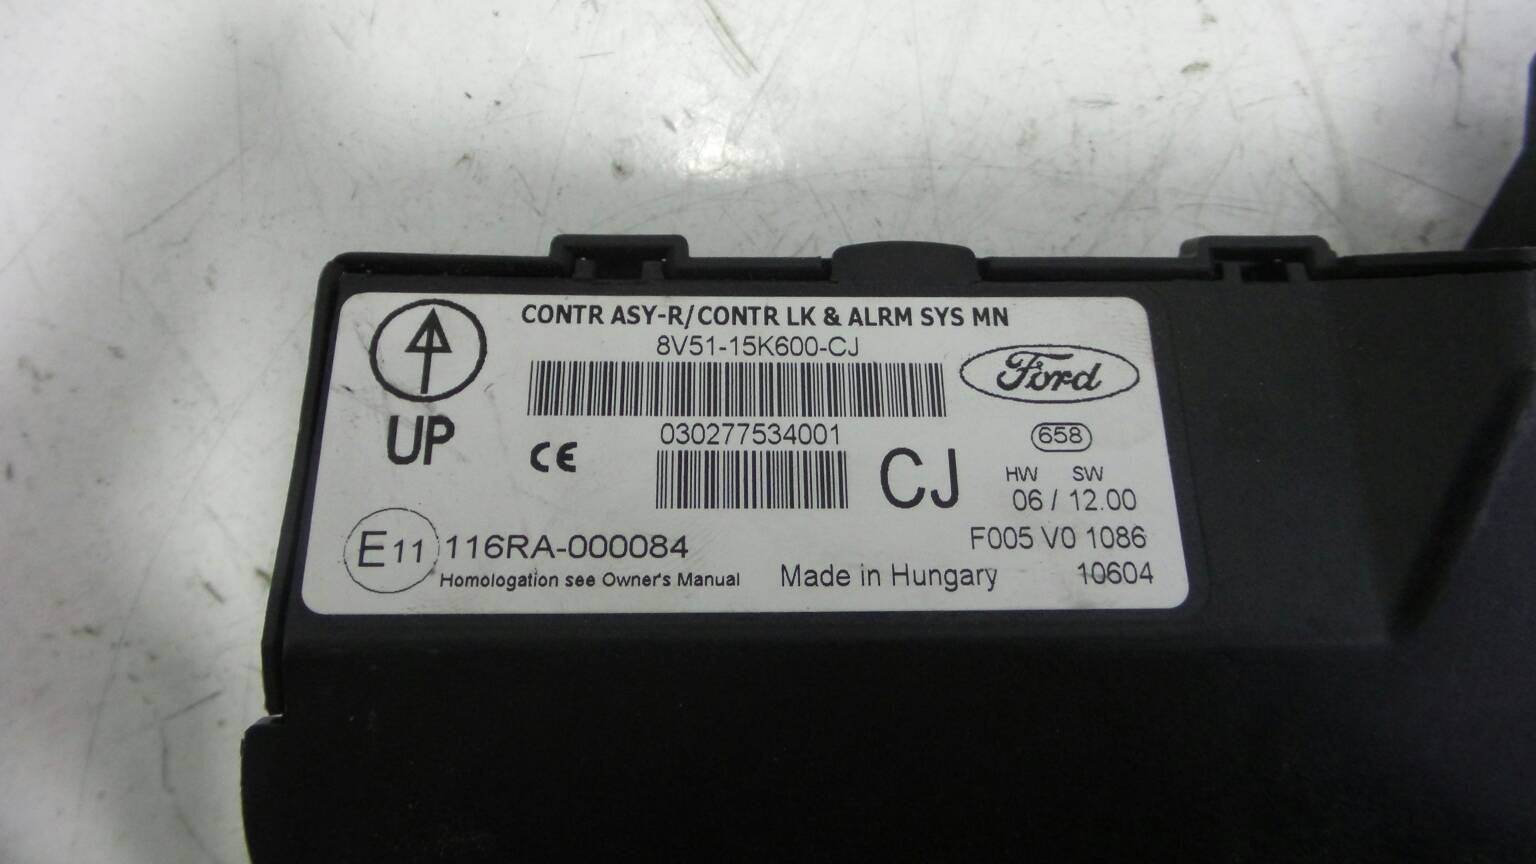 CONTR ASY-R/CONTR LK & ALRM SYS MN
8V51-15K600-CJ
Ford
UP
CE
030277534001
CJ
658
HW SW
06 / 12.00
E11 116RA-000084
F005 V0 1086
Homologation see Owner's Manual
Made in Hungary
10604